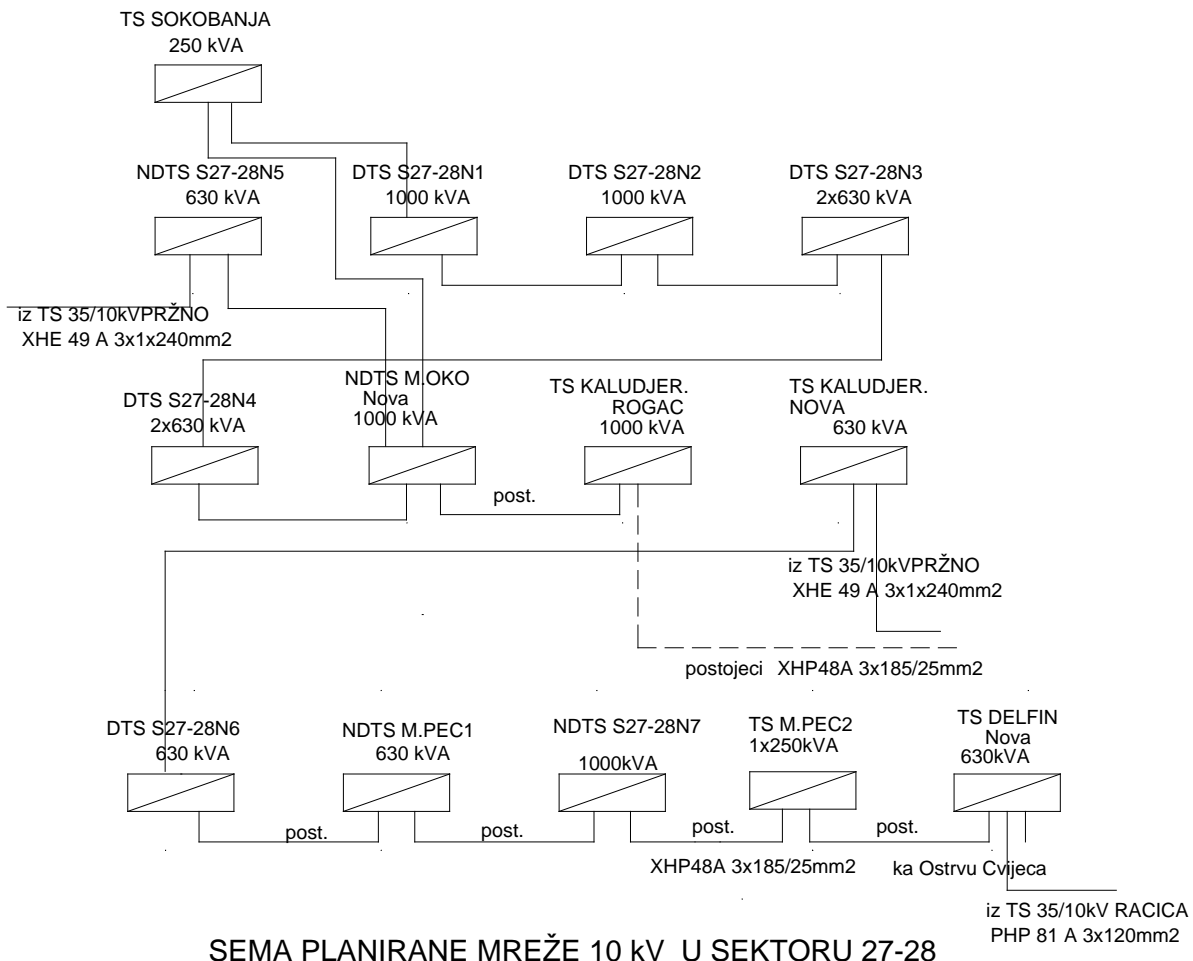 TS SOKOBANJA
250 kVA
NDTS S27-28N5
630 kVA
DTS S27-28N1
1000 kVA
DTS S27-28N2
1000 kVA
DTS S27-28N3
2x630 kVA
iz TS 35/10kVPRŽNO
XHE 49 A 3x1x240mm2
DTS S27-28N4
2x630 kVA
NDTS M.OKO
Nova
1000 kVA
TS KALUDJER.
ROGAC
1000 kVA
TS KALUDJER.
NOVA
630 kVA
post.
iz TS 35/10kVPRŽNO
XHE 49 A 3x1x240mm2
postojeci XHP48A 3x185/25mm2
DTS S27-28N6
630 kVA
NDTS M.PEC1
630 kVA
NDTS S27-28N7
1000kVA
TS M.PEC2
1x250kVA
TS DELFIN
Nova
630kVA
post.
post.
post.
post.
XHP48A 3x185/25mm2
ka Ostrvu Cvijeca
iz TS 35/10kV RACICA
PHP 81 A 3x120mm2
SEMA PLANIRANE MREŽE 10 kV U SEKTORU 27-28